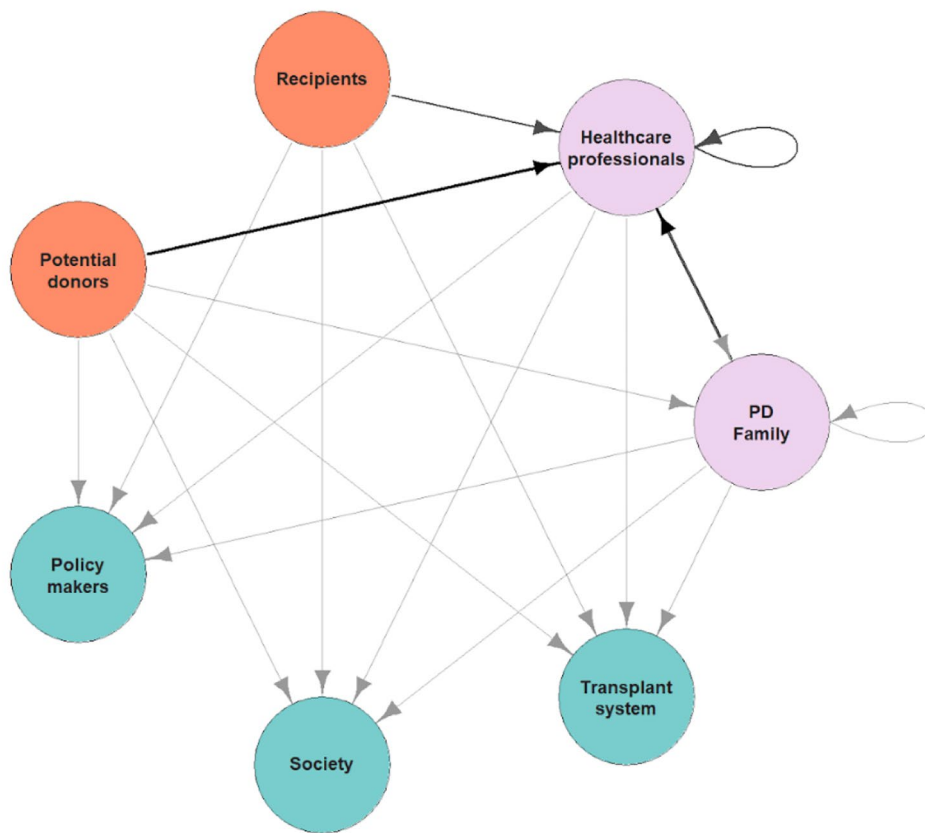 Recipients
Healthcare
professionals
Potential
donors
PD
Family
Policy
makers
Transplant
system
Society